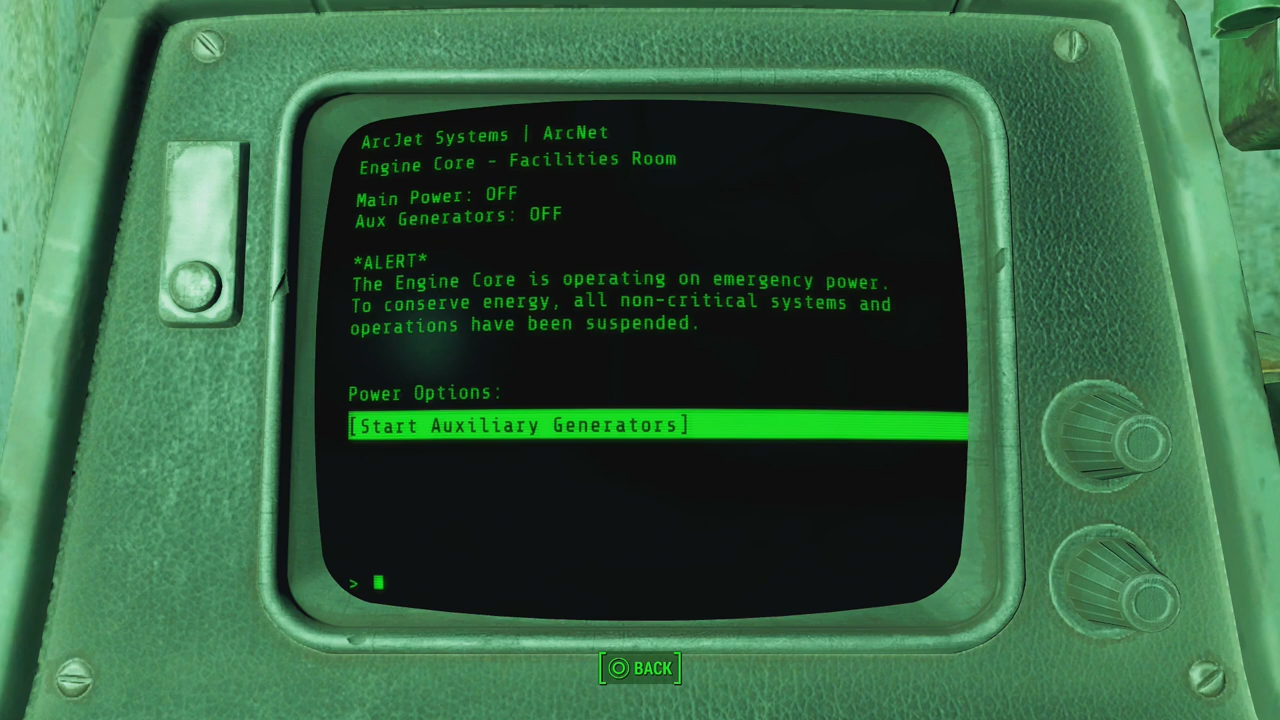 ArcJet Systems | ArcNet
Engine Core - Facilities Room
Main Power: OFF
Aux Generators: OFF
*ALERT*
The Engine Core is operating on emergency power.
To conserve energy, all non-critical systems and
operations have been suspended.
Power Options:
[Start Auxiliary Generators]
>
BACK